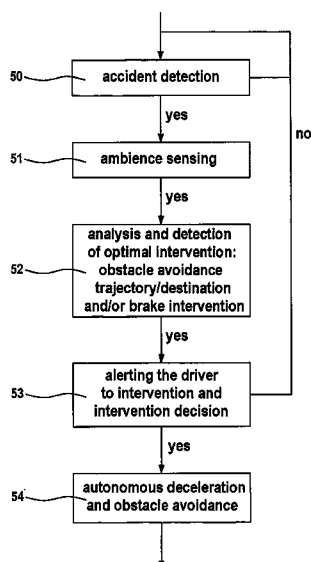 50
accident detection
yes
no
51
ambience sensing
yes
52
analysis and detection
of optimal intervention:
obstacle avoidance
trajectory/destination
and/or brake intervention
yes
53
alerting the driver
to intervention and
intervention decision
yes
54
autonomous deceleration
and obstacle avoidance